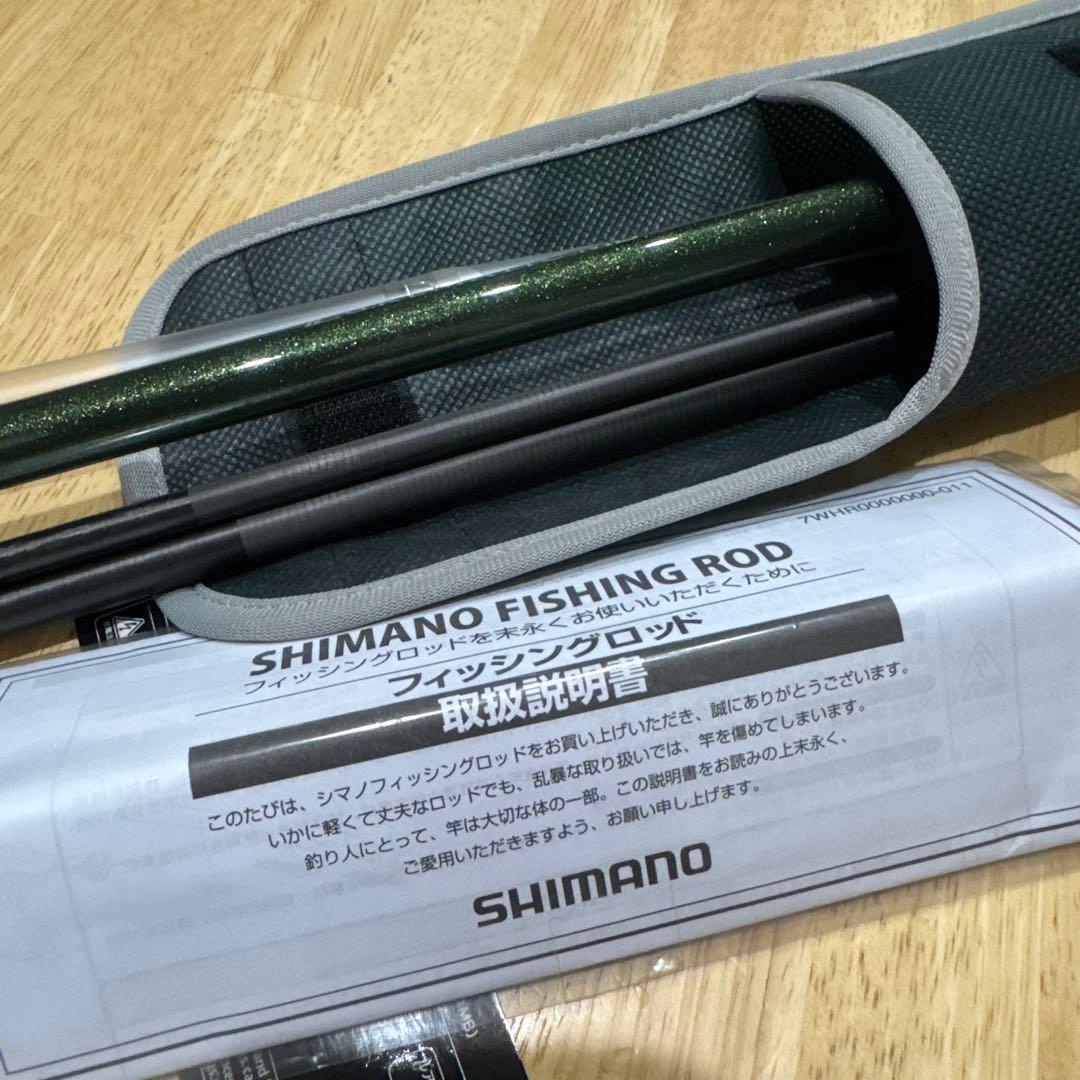 7WHR0000000-011
SHIMANO FISHING ROD
フィッシングロッドを末永くお使いいただくために
フィッシングロッド
取扱説明書
このたびは、シマノフィッシングロッドをお買い上げいただき、誠にありがとうございます。
いかに軽くて丈夫なロッドでも、乱暴な取り扱いでは、竿を傷めてしまいます。
釣り人にとって、竿は大切な体の一部。この説明書をお読みの上末永く、
ご愛用いただきますよう、お願い申し上げます。
SHIMANO